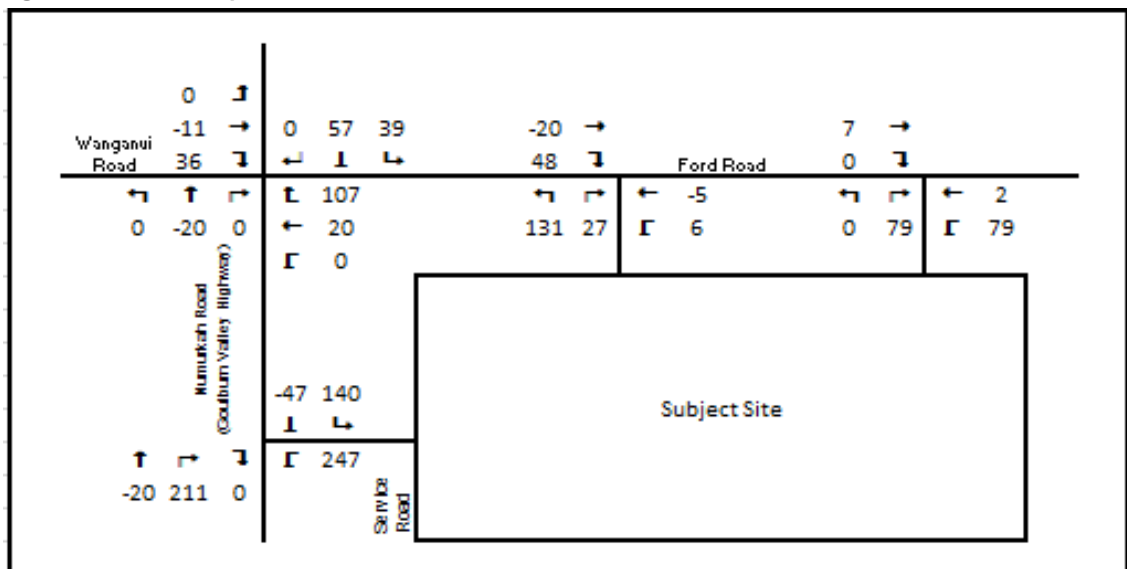 0
-11 0 57 39 -20 7
Wanganui
Road 36 48 Ford Road 0
107 -5 2
0 -20 0 20 131 27 6 0 79 79
0
Numurkah Road
(Goulburn Valley Highway)
-47 140
Subject Site
247
-20 211 0
Service
Road